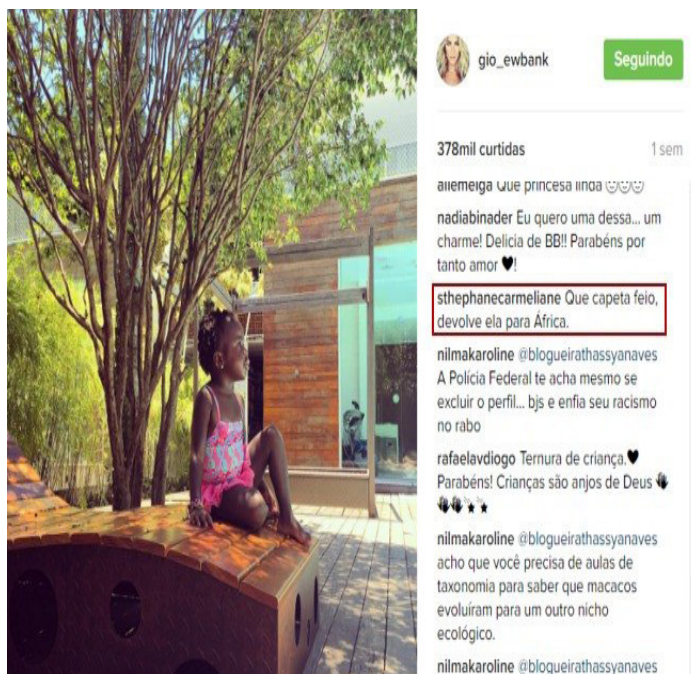 gio_ewbank
Seguindo
378mil curtidas
1 sem
allemeiga Que princesa linda
nadiabinader Eu quero uma dessa... um
charme! Delicia de BB!! Parabéns por
tanto amor ♥!
sthephanecarmeliane Que capeta feio,
devolve ela para África.
nilmakaroline @blogueirathassyanaves
A Polícia Federal te acha mesmo se
excluir o perfil... bjs e enfia seu racismo
no rabo
rafaelavdiogo Ternura de criança.♥
Parabéns! Crianças são anjos de Deus
nilmakaroline @blogueirathassyanaves
acho que você precisa de aulas de
taxonomia para saber que macacos
evoluíram para um outro nicho
ecológico.
nilmakaroline @blogueirathassyanaves